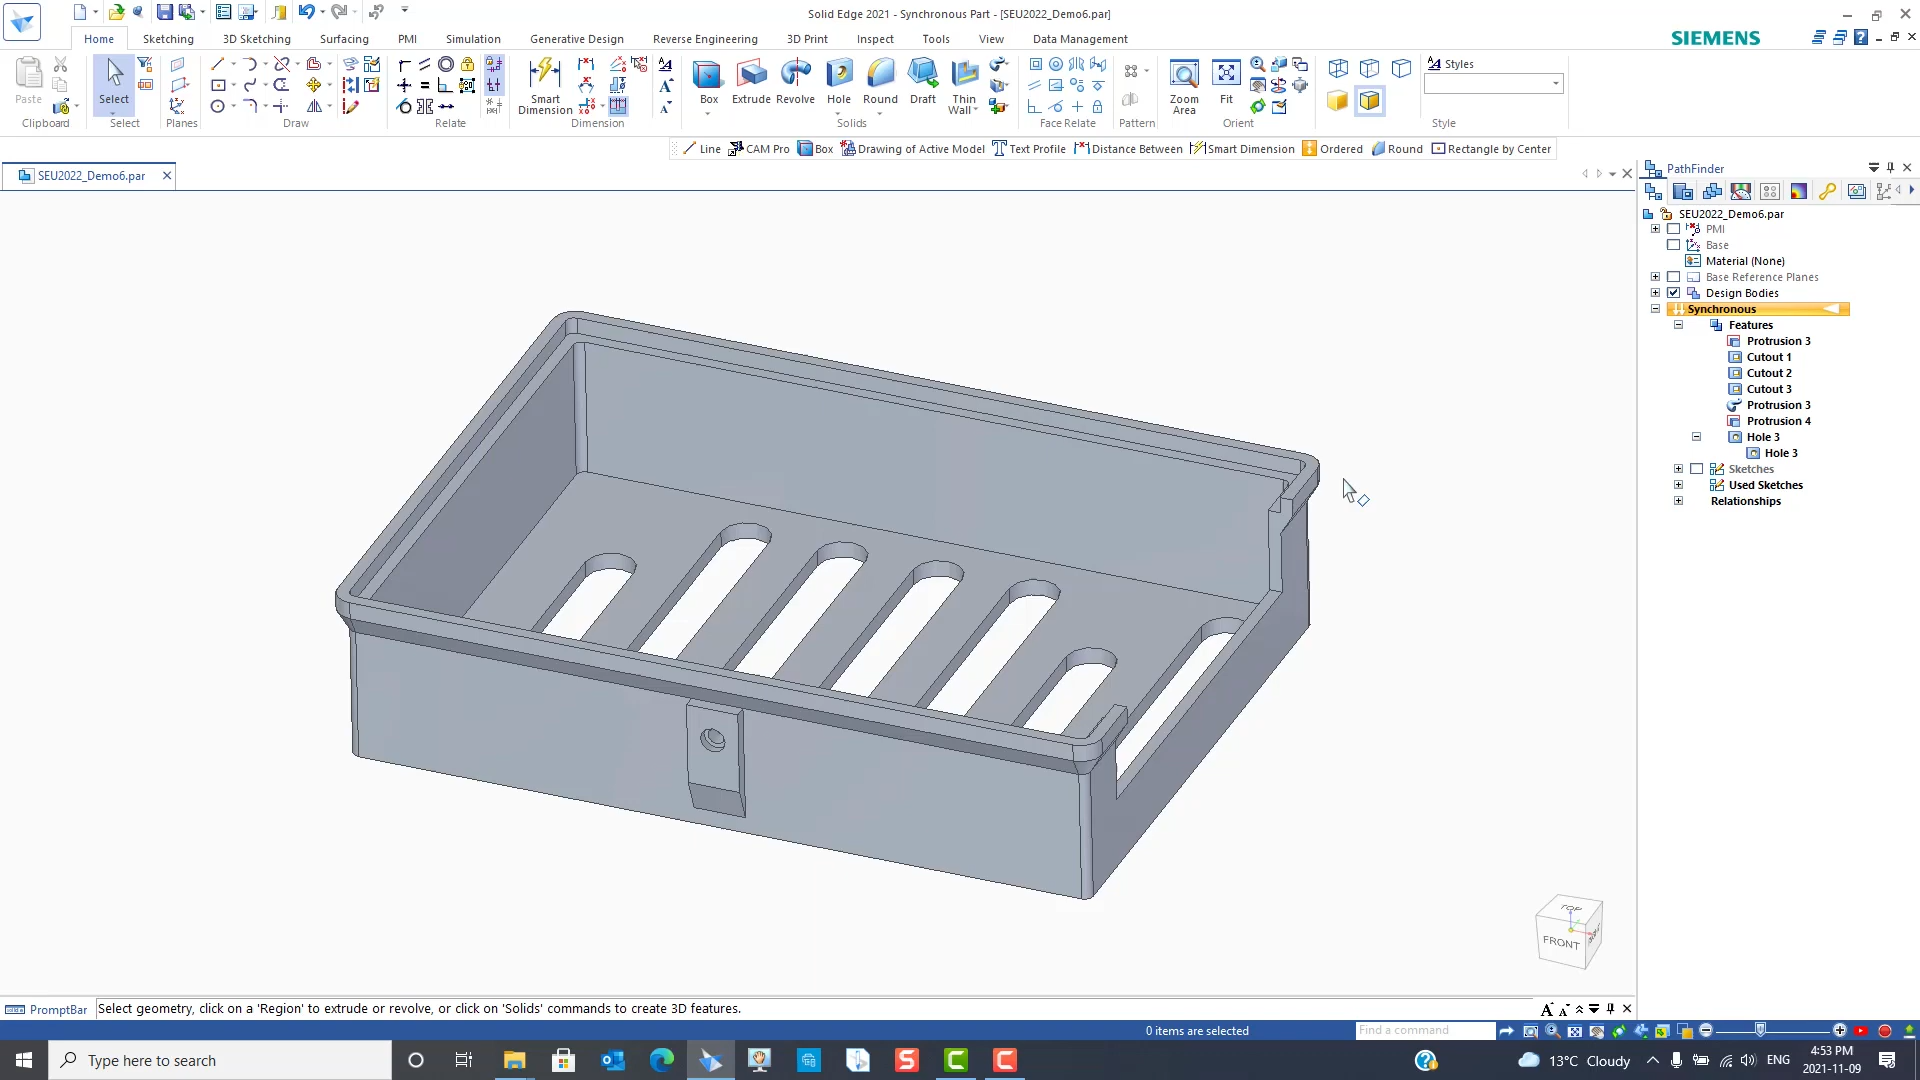 Solid Edge 2021 - Synchronous Part - [SEU2022_Demo6.par]
Home Sketching 3D Sketching Surfacing PMI Simulation Generative Design Reverse Engineering 3D Print Inspect Tools View Data Management
SIEMENS
Paste
Clipboard
Select
Select
Planes
Draw
Relate
Smart
Dimension
Dimension
Box Extrude Revolve Hole Round Draft Thin
Wall
Solids
Face Relate
Pattern
Zoom
Area
Fit
Orient
Styles
Style
Line CAM Pro Box Drawing of Active Model Text Profile Distance Between Smart Dimension Ordered Round Rectangle by Center
SEU2022_Demo6.par
PathFinder
SEU2022_Demo6.par
PMI
Base
Material (None)
Base Reference Planes
Design Bodies
Synchronous
Features
Protrusion 3
Cutout 1
Cutout 2
Cutout 3
Protrusion 3
Protrusion 4
Hole 3
Hole 3
Sketches
Used Sketches
Relationships
TOP
FRONT
RIGHT
PromptBar
Select geometry, click on a 'Region' to extrude or revolve, or click on 'Solids' commands to create 3D features.
0 items are selected
Find a command
Type here to search
13°C Cloudy
ENG
4:53 PM
2021-11-09